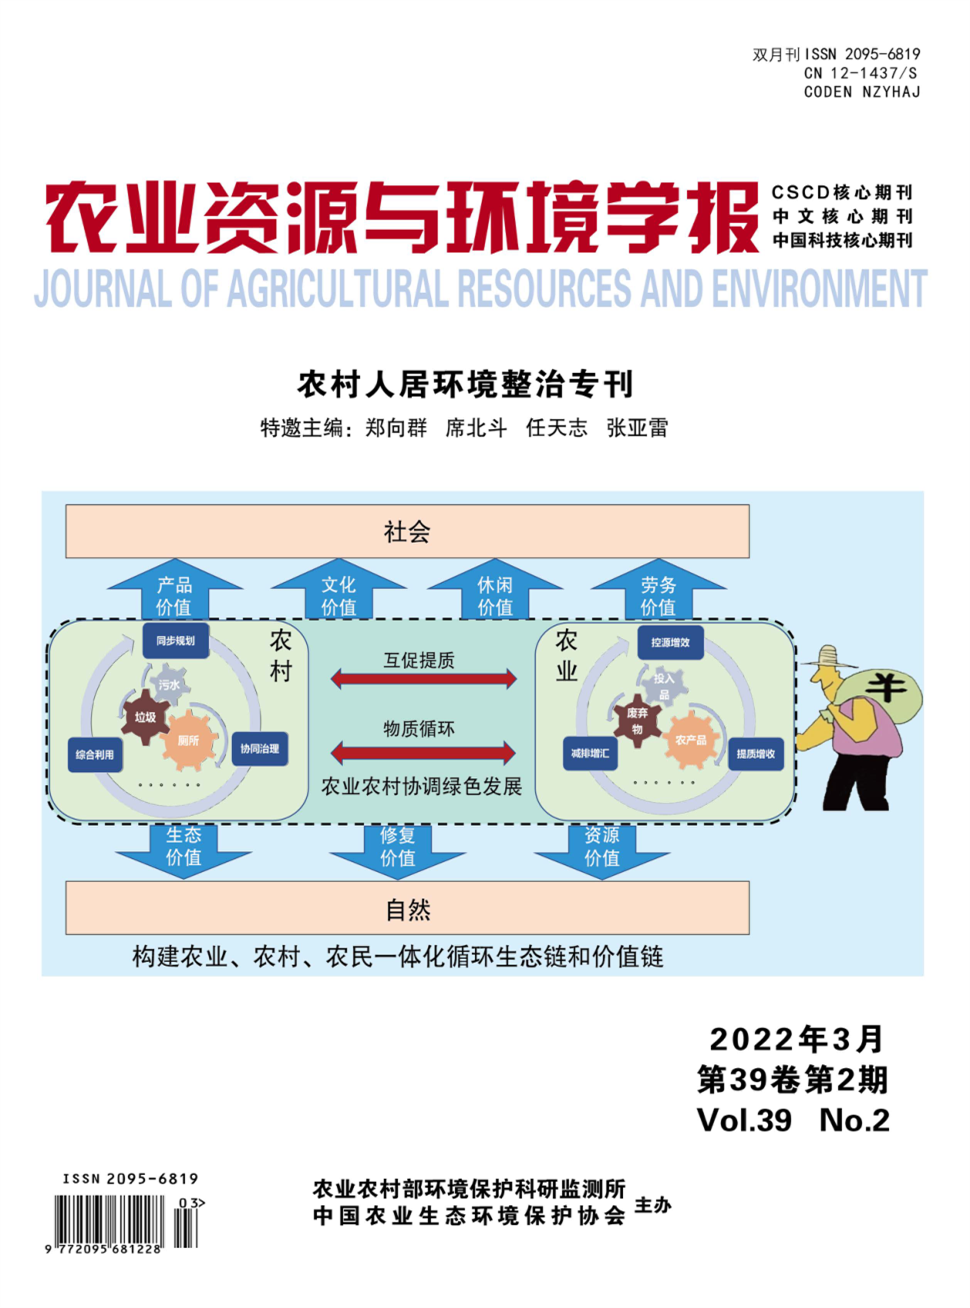 双月刊 ISSN 2095-6819
CN 12-1437/S
CODEN NZYHAJ
农业资源与环境学报
CSCD核心期刊
中文核心期刊
中国科技核心期刊
JOURNAL OF AGRICULTURAL RESOURCES AND ENVIRONMENT
农村人居环境整治专刊
特邀主编：郑向群 席北斗 任天志 张亚雷
社会
产品
价值
文化
价值
休闲
价值
劳务
价值
农
村
同步规划
污水
垃圾
厕所
综合利用
协同治理
······
互促提质
物质循环
农业农村协调绿色发展
农
业
控源增效
投入
品
废弃
物
农产品
减排增汇
提质增收
······
羊
生态
价值
修复
价值
资源
价值
自然
构建农业、农村、农民一体化循环生态链和价值链
2022年3月
第39卷第2期
Vol.39 No.2
ISSN 2095-6819
03>
9 772095 681228
农业农村部环境保护科研监测所
中国农业生态环境保护协会
主办